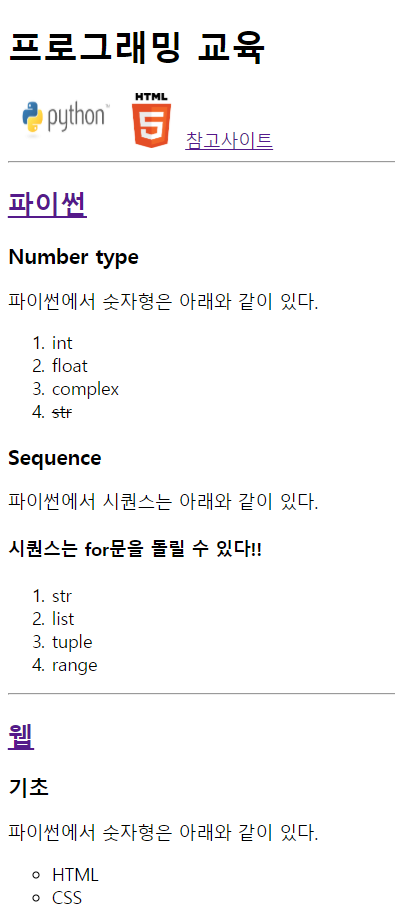 프로그래밍 교육
python™ HTML 5 참고사이트
파이썬
Number type
파이썬에서 숫자형은 아래와 같이 있다.
1. int
2. float
3. complex
4. str
Sequence
파이썬에서 시퀀스는 아래와 같이 있다.
시퀀스는 for문을 돌릴 수 있다!!
1. str
2. list
3. tuple
4. range
웹
기초
파이썬에서 숫자형은 아래와 같이 있다.
HTML
CSS